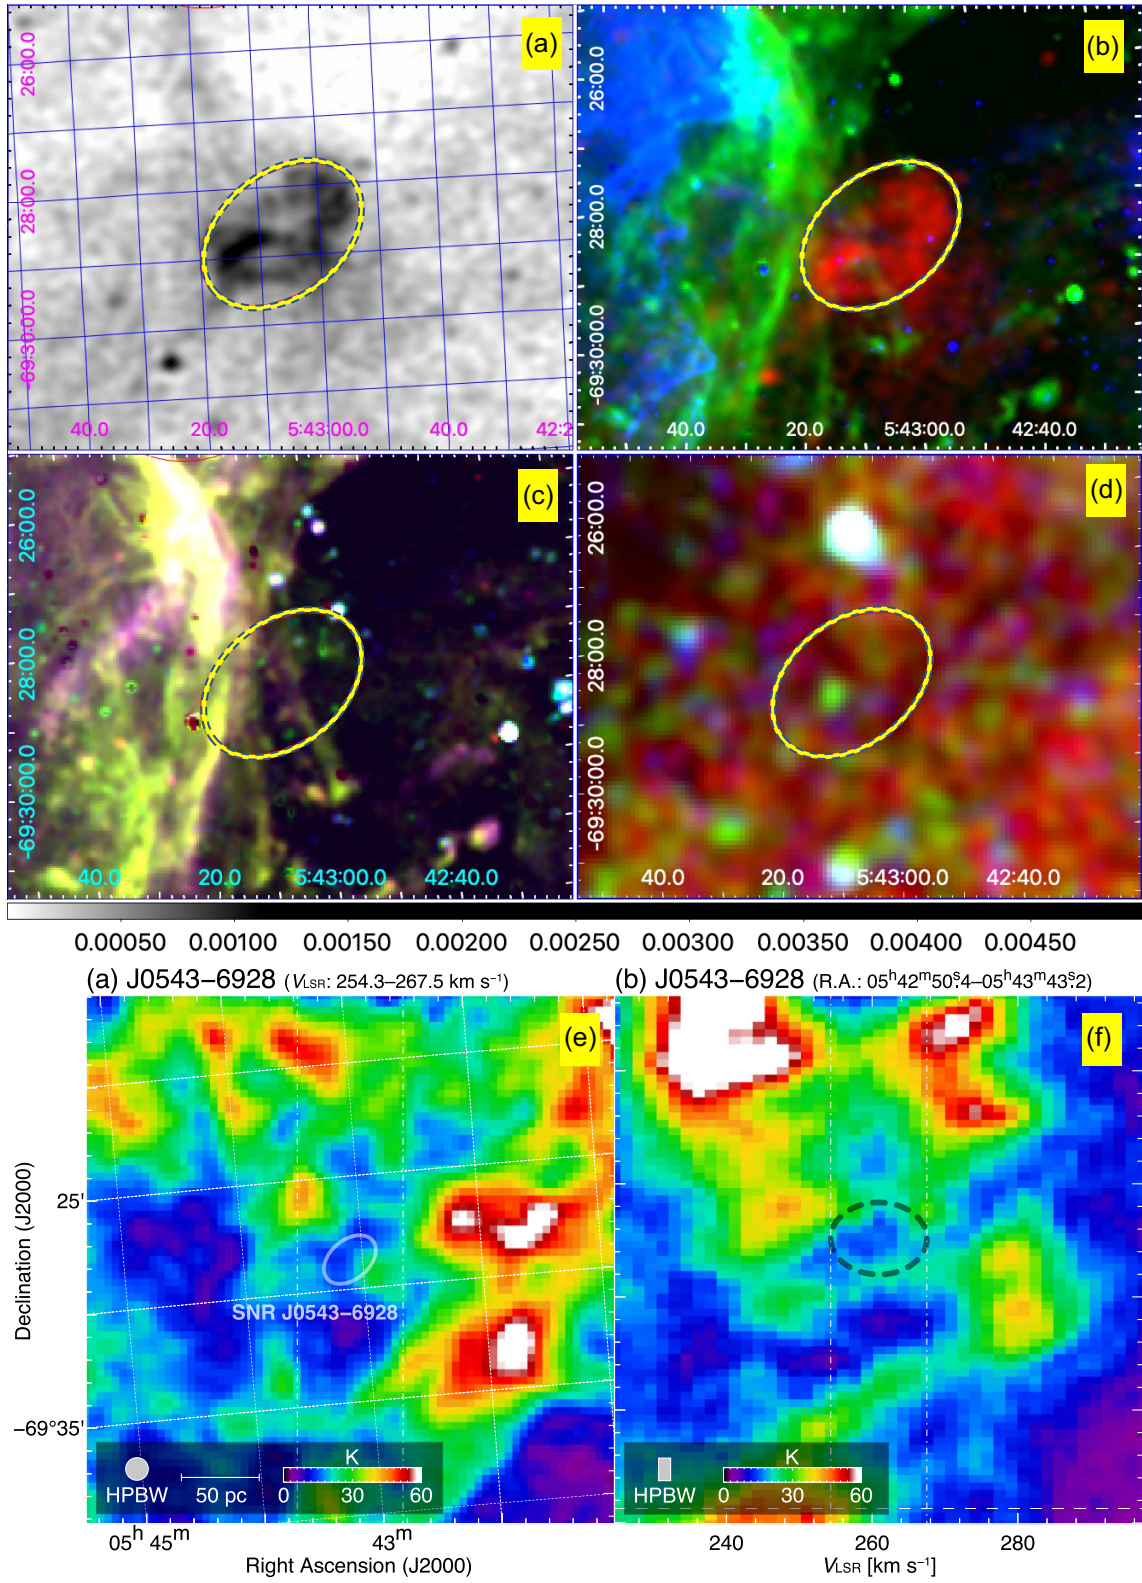 (a)
26:00.0
28:00.0
-69:30:00.0
40.0
20.0
5:43:00.0
40.0
42:2
(b)
26:00.0
28:00.0
-69:30:00.0
40.0
20.0
5:43:00.0
42:40.0
(c)
26:00.0
28:00.0
-69:30:00.0
40.0
20.0
5:43:00.0
42:40.0
(d)
26:00.0
28:00.0
-69:30:00.0
40.0
20.0
5:43:00.0
42:40.0
0.00050 0.00100 0.00150 0.00200 0.00250 0.00300 0.00350 0.00400 0.00450
(a) J0543−6928 (VLSR: 254.3−267.5 km s⁻¹)
(e)
Declination (J2000)
25'
−69°35'
SNR J0543−6928
HPBW
50 pc
K
0 30 60
05ʰ 45ᵐ 43ᵐ
Right Ascension (J2000)
(b) J0543−6928 (R.A.: 05ʰ42ᵐ50ˢ.4−05ʰ43ᵐ43ˢ.2)
(f)
HPBW
K
0 30 60
240 260 280
VLSR [km s⁻¹]